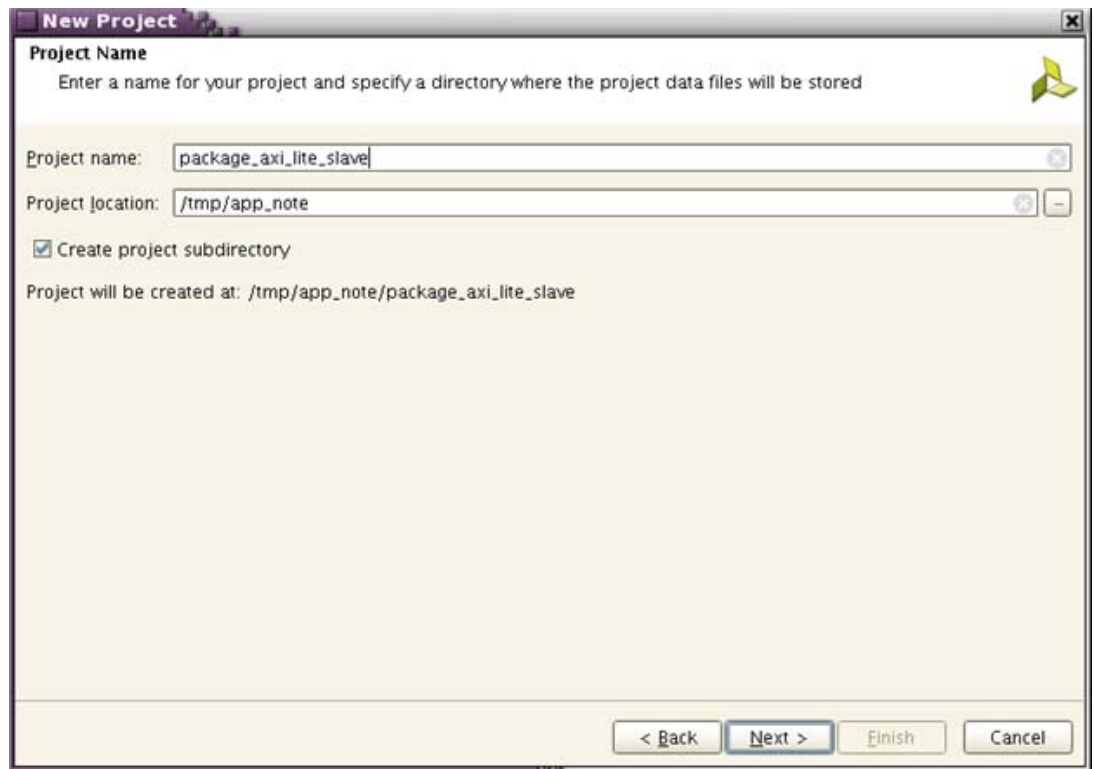 New Project
Project Name
Enter a name for your project and specify a directory where the project data files will be stored
Project name: package_axi_lite_slave
Project location: /tmp/app_note
Create project subdirectory
Project will be created at: /tmp/app_note/package_axi_lite_slave
< Back Next > Finish Cancel